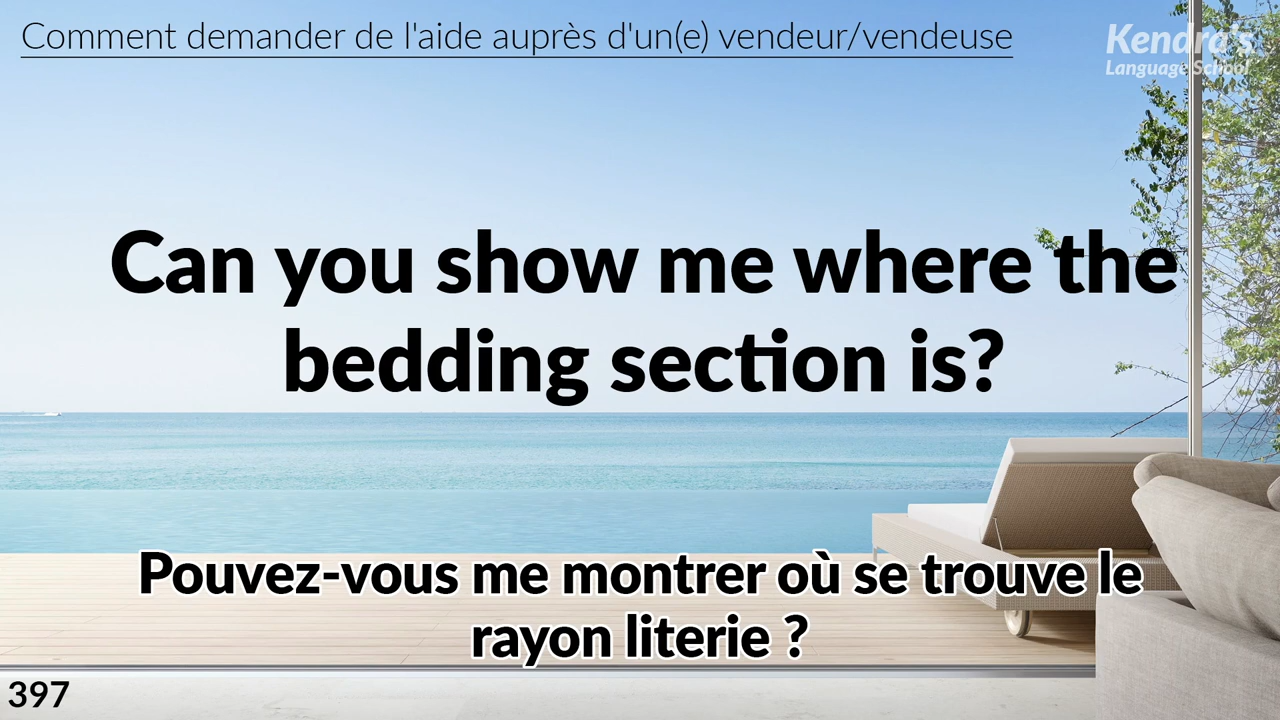 Comment demander de l'aide auprès d'un(e) vendeur/vendeuse
Kendra's
Language School
Can you show me where the
bedding section is?
Pouvez-vous me montrer où se trouve le
rayon literie ?
397